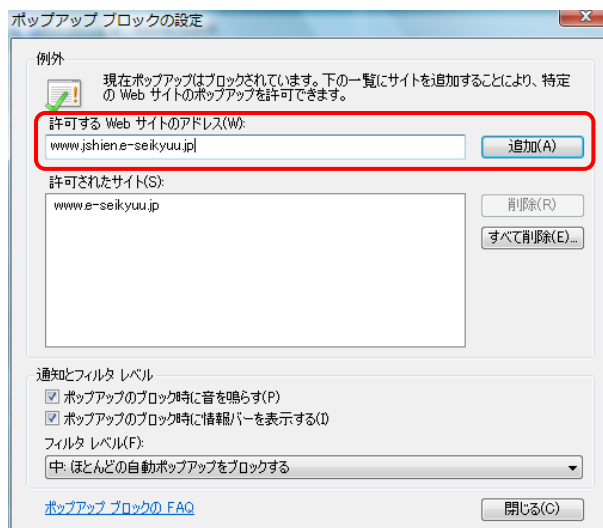 ポップアップ ブロックの設定
例外
現在ポップアップはブロックされています。下の一覧にサイトを追加することにより、特定
の Web サイトのポップアップを許可できます。
許可する Web サイトのアドレス(W):
www.jshien.e-seikyuu.jp
追加(A)
許可されたサイト(S):
www.e-seikyuu.jp
削除(R)
すべて削除(E)...
通知とフィルタ レベル
ポップアップのブロック時に音を鳴らす(P)
ポップアップのブロック時に情報バーを表示する(I)
フィルタ レベル(F):
中: ほとんどの自動ポップアップをブロックする
ポップアップ ブロックの FAQ
閉じる(C)